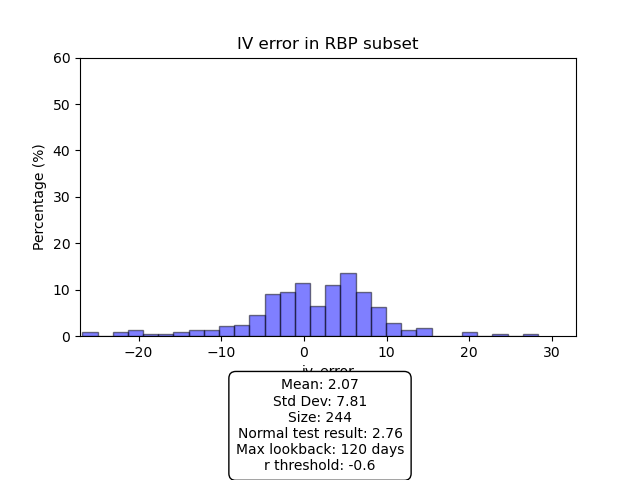 IV error in RBP subset
Percentage (%)
60
50
40
30
20
10
0
−20
−10
0
10
20
30
iv_error
Mean: 2.07
Std Dev: 7.81
Size: 244
Normal test result: 2.76
Max lookback: 120 days
r threshold: -0.6